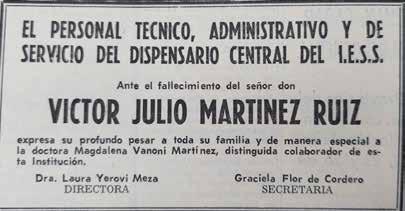 EL PERSONAL TECNICO, ADMINISTRATIVO Y DE
SERVICIO DEL DISPENSARIO CENTRAL DEL I.E.S.S.
Ante el fallecimiento del señor don
VICTOR JULIO MARTINEZ RUIZ
expresa su profundo pesar a toda su familia y de manera especial a
la doctora Magdalena Vanoni Martínez, distinguida colaborador de es-
ta Institución.
Dra. Laura Yerovi Meza Graciela Flor de Cordero
DIRECTORA SECRETARIA